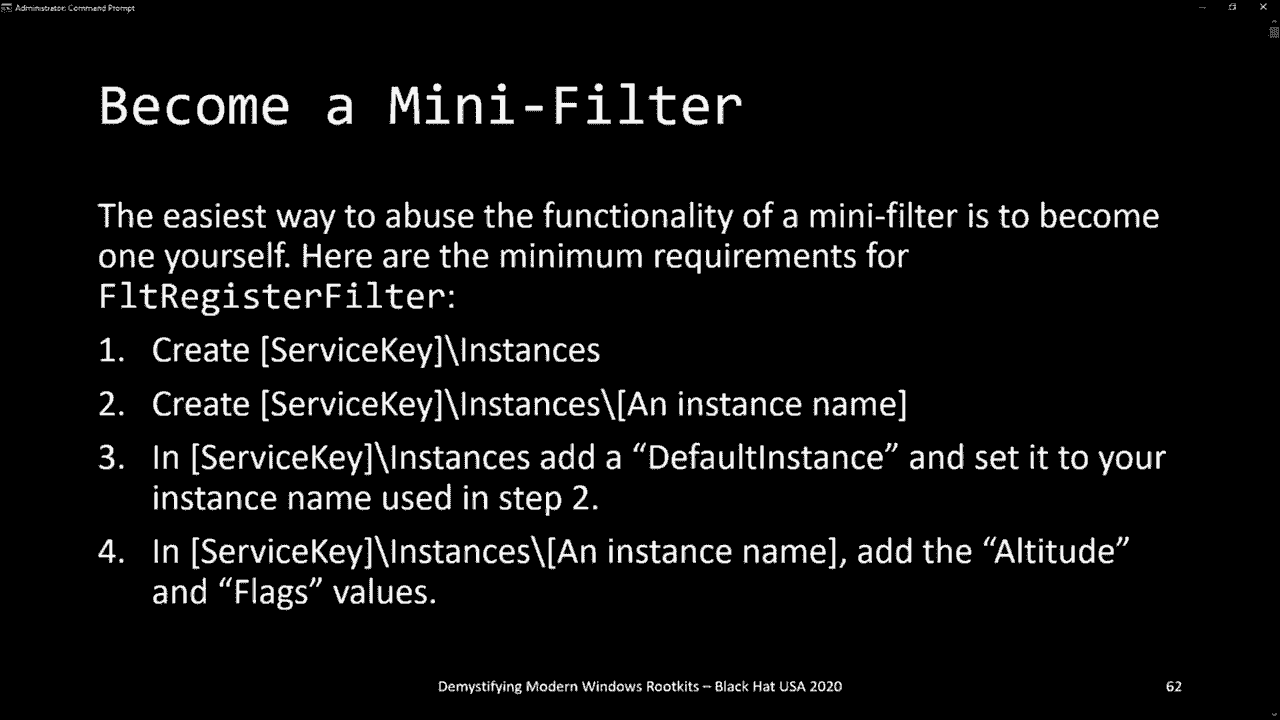 Administrator: Command Prompt
Become a Mini-Filter
The easiest way to abuse the functionality of a mini-filter is to become
one yourself. Here are the minimum requirements for
FltRegisterFilter:
1. Create [ServiceKey]\Instances
2. Create [ServiceKey]\Instances\[An instance name]
3. In [ServiceKey]\Instances add a “DefaultInstance” and set it to your
instance name used in step 2.
4. In [ServiceKey]\Instances\[An instance name], add the “Altitude”
and “Flags” values.
Demystifying Modern Windows Rootkits – Black Hat USA 2020
62